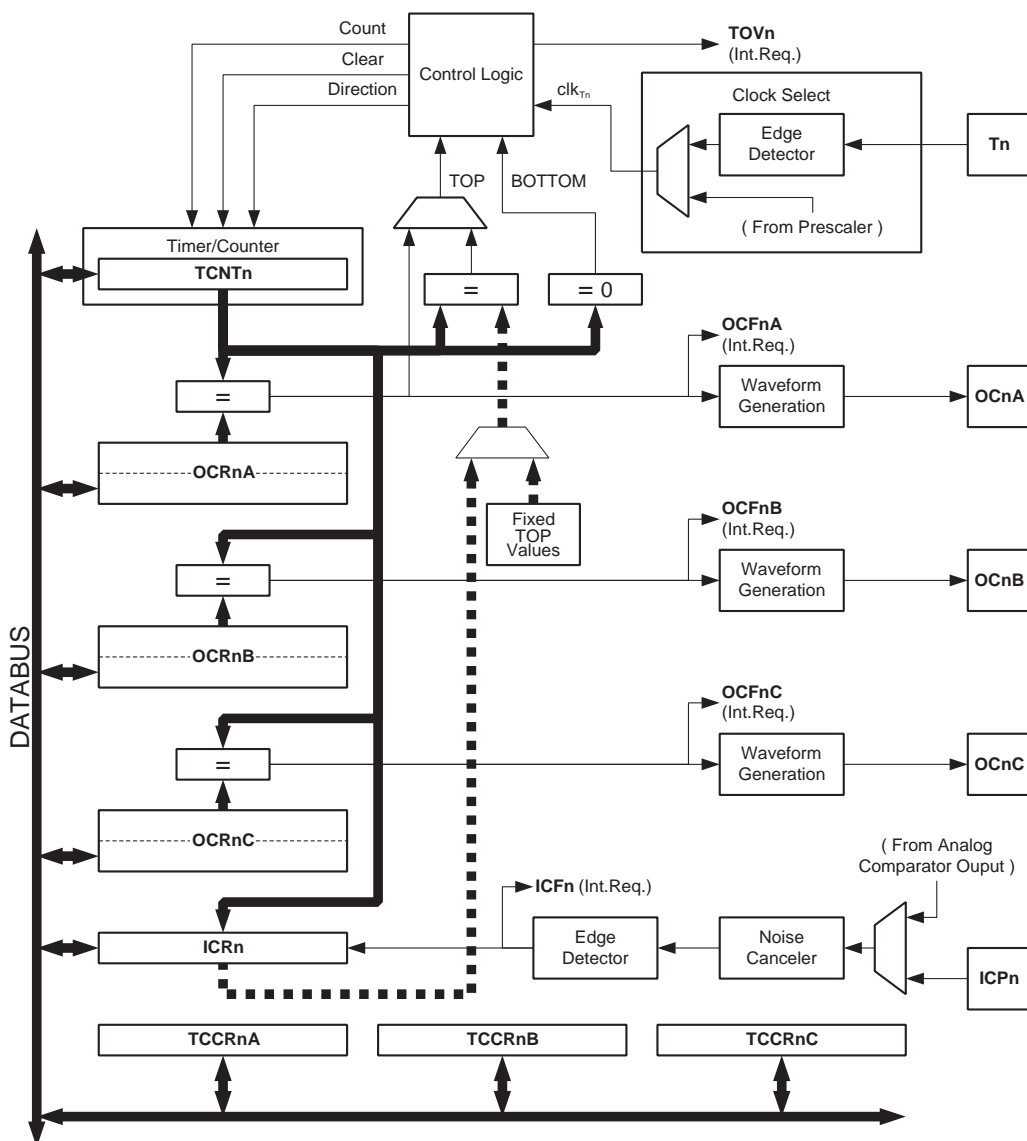 Count
Clear
Direction
Control Logic
TOVn
(Int.Req.)
clkTn
Clock Select
Edge
Detector
Tn
( From Prescaler )
TOP
BOTTOM
Timer/Counter
TCNTn
=
= 0
OCFnA
(Int.Req.)
=
Waveform
Generation
OCnA
OCRnA
Fixed
TOP
Values
OCFnB
(Int.Req.)
=
Waveform
Generation
OCnB
OCRnB
DATABUS
OCFnC
(Int.Req.)
=
Waveform
Generation
OCnC
OCRnC
( From Analog
Comparator Ouput )
ICFn (Int.Req.)
ICRn
Edge
Detector
Noise
Canceler
ICPn
TCCRnA
TCCRnB
TCCRnC